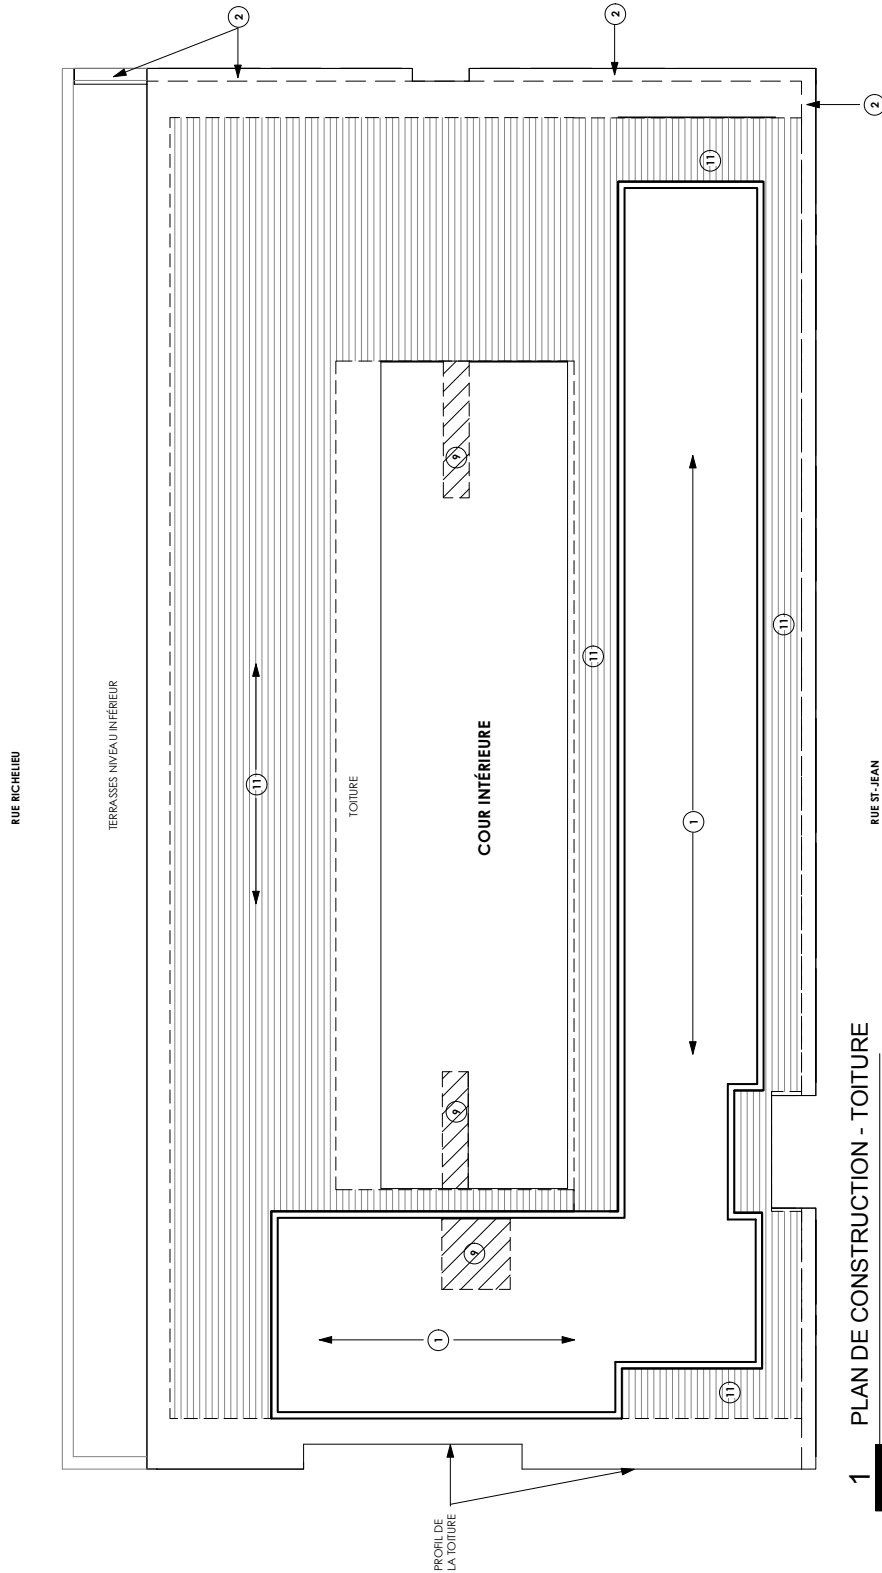 RUE RICHELIEU
TERRASSES NIVEAU INFÉRIEUR
2
11
TOITURE
PROFIL DE
LA TOITURE
1
9
9
9
COUR INTÉRIEURE
11
2
1
11
11
11
2
1 PLAN DE CONSTRUCTION - TOITURE
RUE ST-JEAN